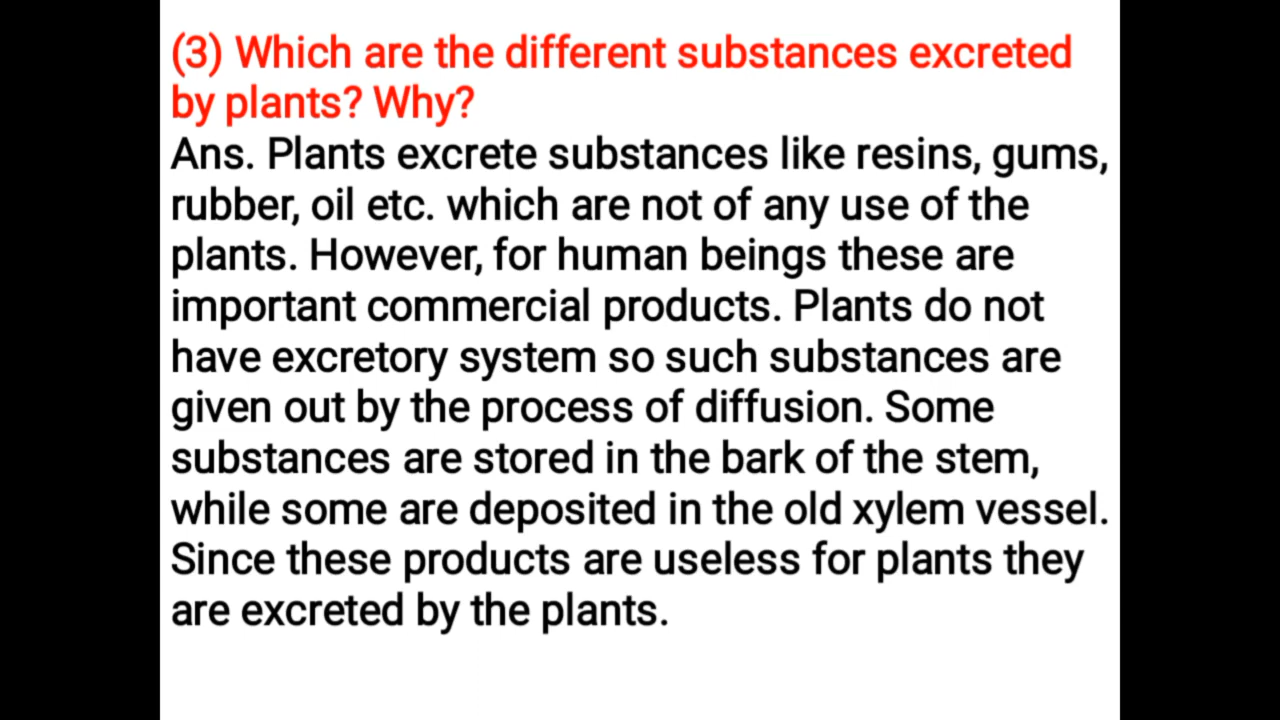 (3) Which are the different substances excreted
by plants? Why?
Ans. Plants excrete substances like resins, gums,
rubber, oil etc. which are not of any use of the
plants. However, for human beings these are
important commercial products. Plants do not
have excretory system so such substances are
given out by the process of diffusion. Some
substances are stored in the bark of the stem,
while some are deposited in the old xylem vessel.
Since these products are useless for plants they
are excreted by the plants.